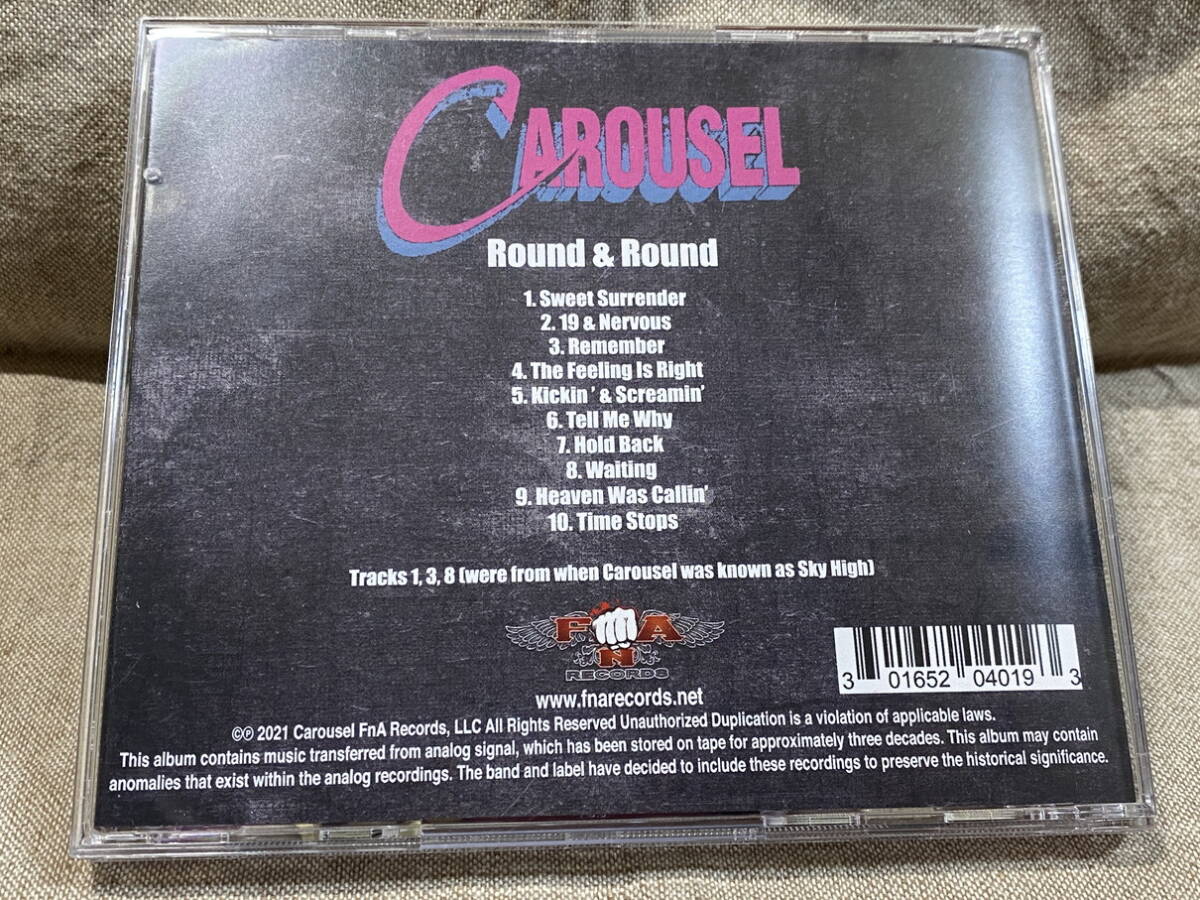 CAROUSEL
Round & Round
1. Sweet Surrender
2. 19 & Nervous
3. Remember
4. The Feeling Is Right
5. Kickin' & Screamin'
6. Tell Me Why
7. Hold Back
8. Waiting
9. Heaven Was Callin'
10. Time Stops
Tracks 1, 3, 8 (were from when Carousel was known as Sky High)
F N A
RECORDS
www.fnarecords.net
3 01652 04019 3
©℗ 2021 Carousel FnA Records, LLC All Rights Reserved Unauthorized Duplication is a violation of applicable laws.
This album contains music transferred from analog signal, which has been stored on tape for approximately three decades. This album may contain
anomalies that exist within the analog recordings. The band and label have decided to include these recordings to preserve the historical significance.